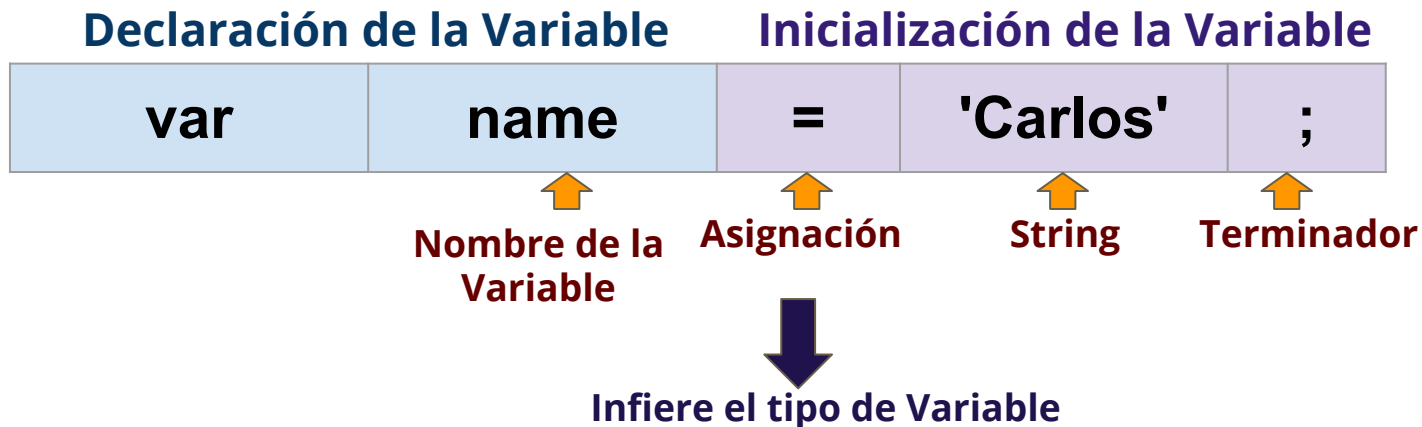 Declaración de la Variable Inicialización de la Variable
var name = 'Carlos' ;
Nombre de la Variable
Asignación
String
Terminador
Infiere el tipo de Variable